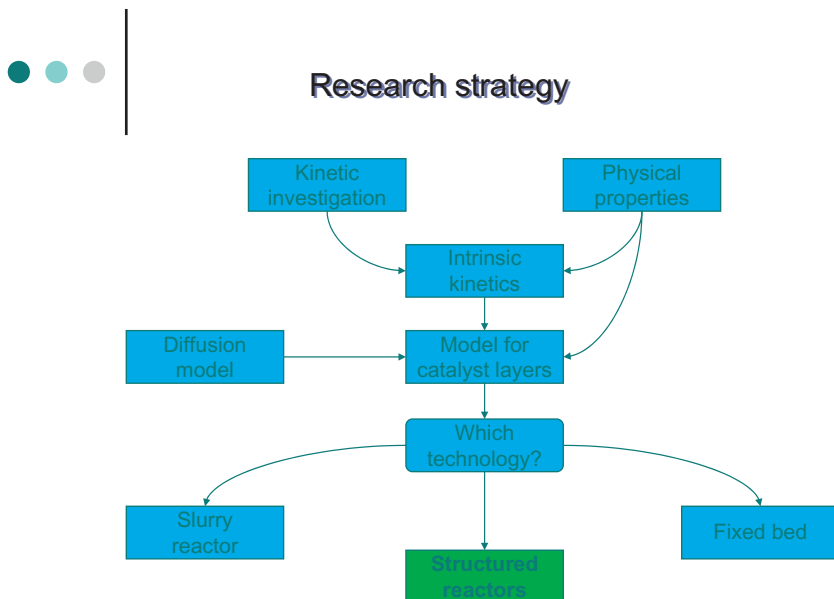 Research strategy
Kinetic
investigation
Physical
properties
Intrinsic
kinetics
Diffusion
model
Model for
catalyst layers
Which
technology?
Slurry
reactor
Structured
reactors
Fixed bed